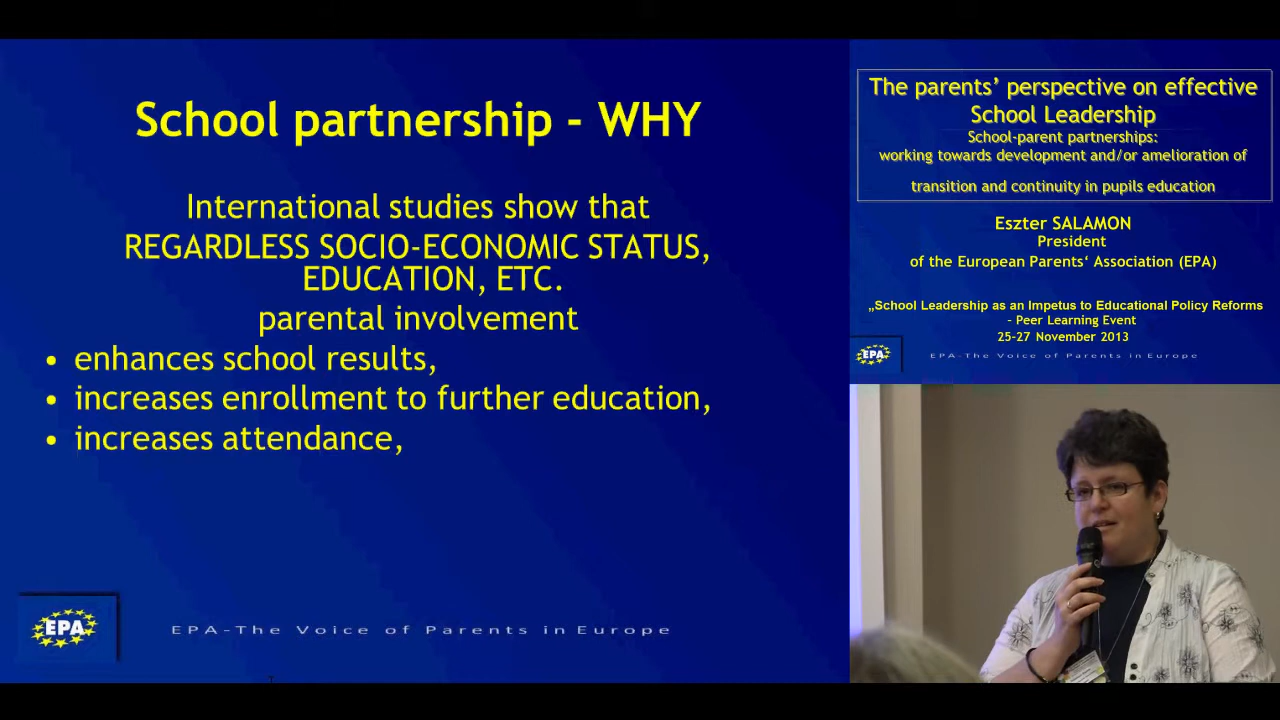 School partnership - WHY
International studies show that
REGARDLESS SOCIO-ECONOMIC STATUS,
EDUCATION, ETC.
parental involvement
• enhances school results,
• increases enrollment to further education,
• increases attendance,
EPA
EPA-The Voice of Parents in Europe
The parents’ perspective on effective
School Leadership
School-parent partnerships:
working towards development and/or amelioration of
transition and continuity in pupils education
Eszter SALAMON
President
of the European Parents‘ Association (EPA)
„School Leadership as an Impetus to Educational Policy Reforms
– Peer Learning Event
25-27 November 2013
EPA
EPA-The Voice of Parents in Europe